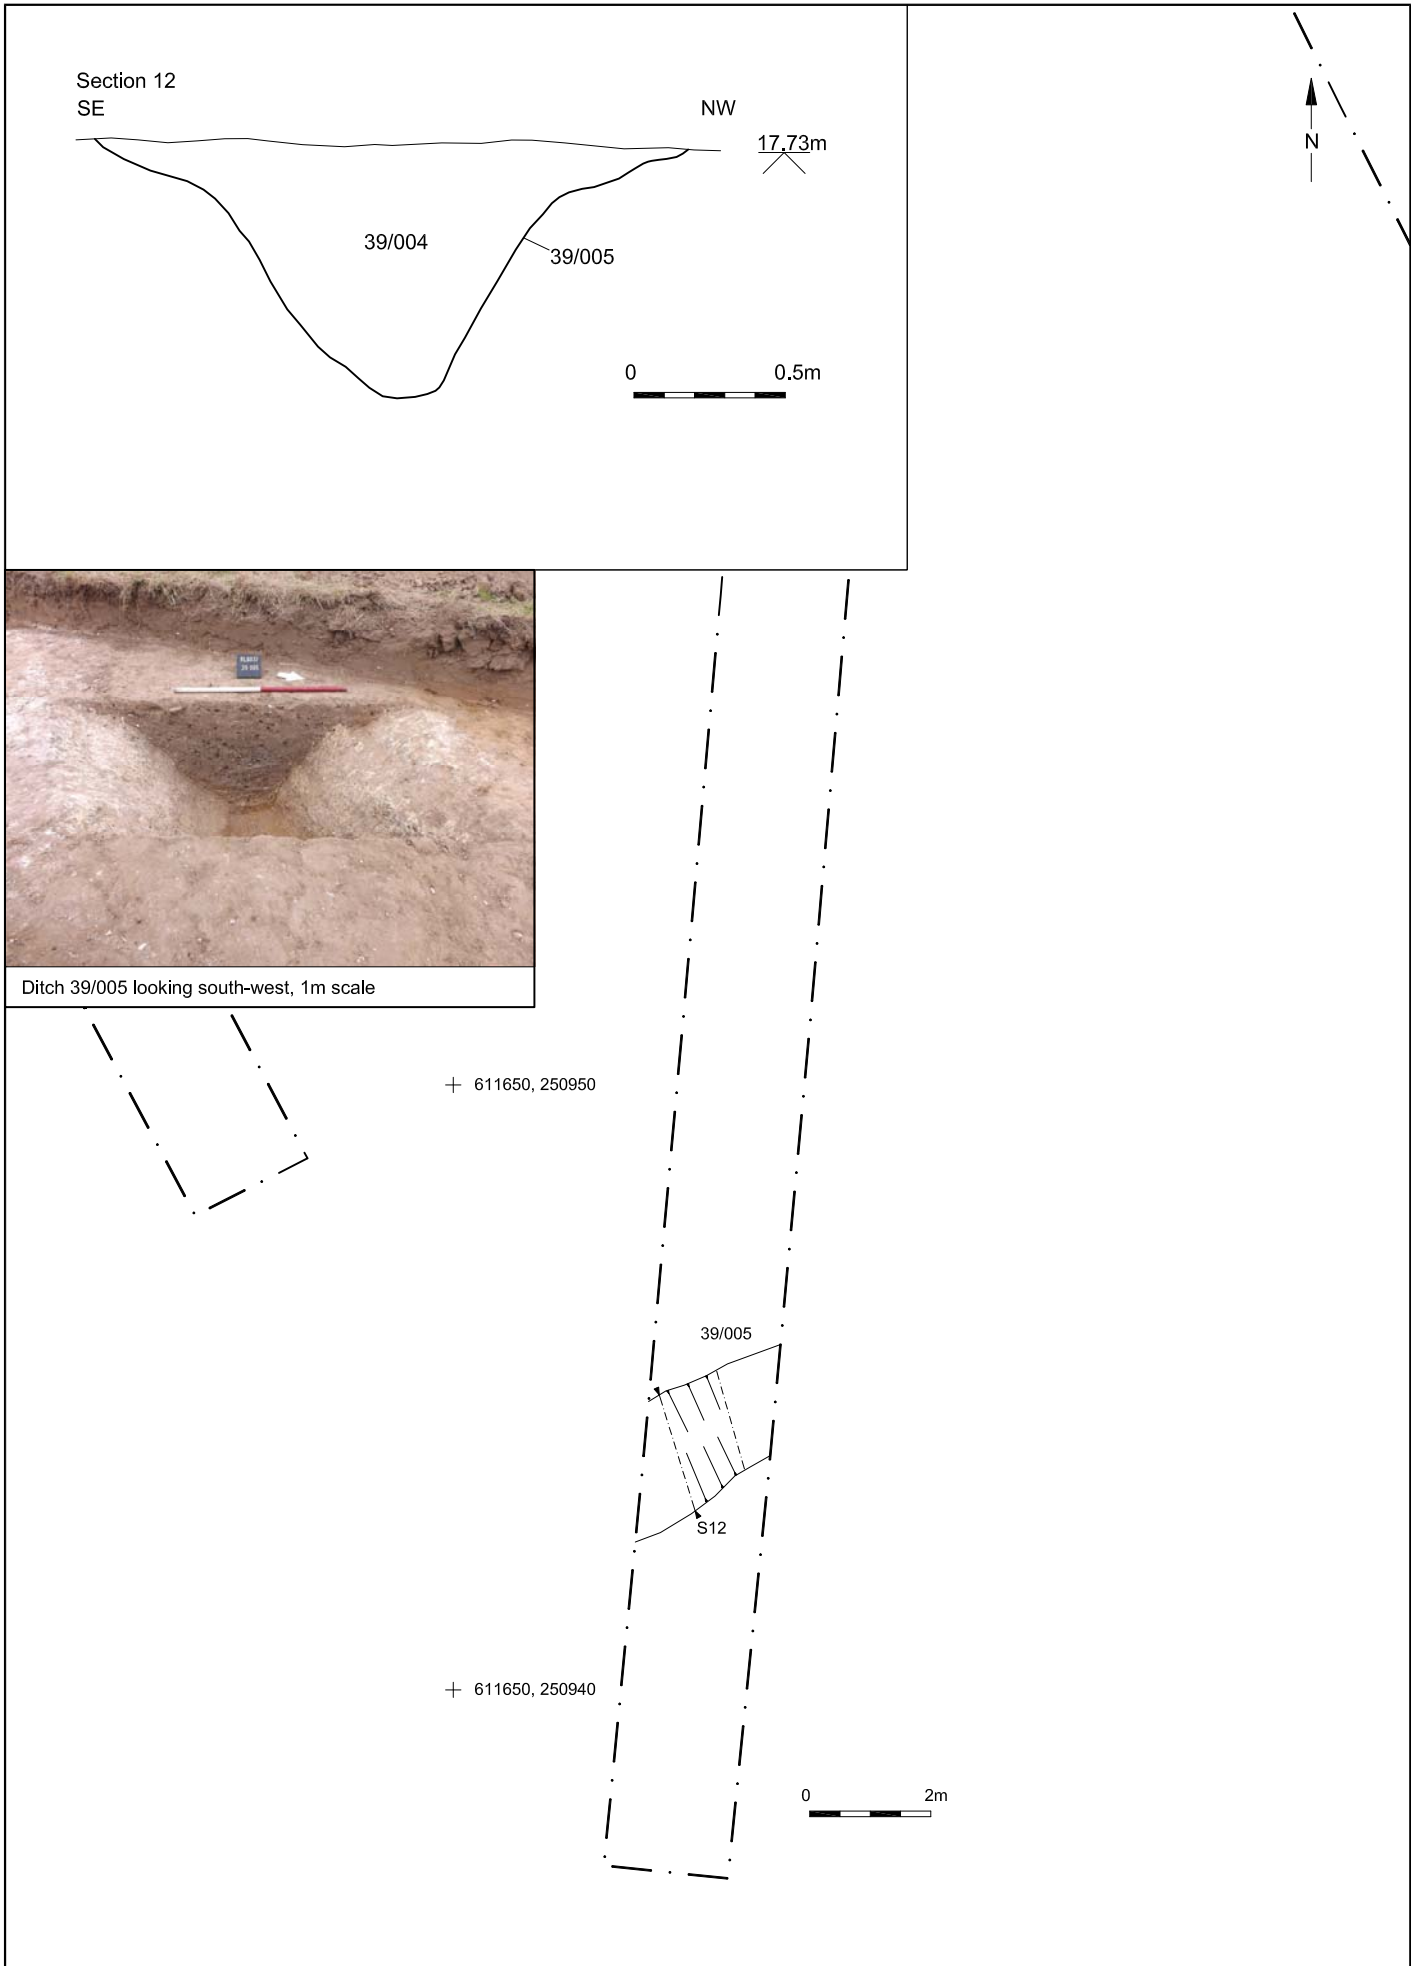 Section 12
SE
NW
17.73m
N
39/004
39/005
0 0.5m
Ditch 39/005 looking south-west, 1m scale
611650, 250950
39/005
S12
611650, 250940
0 2m